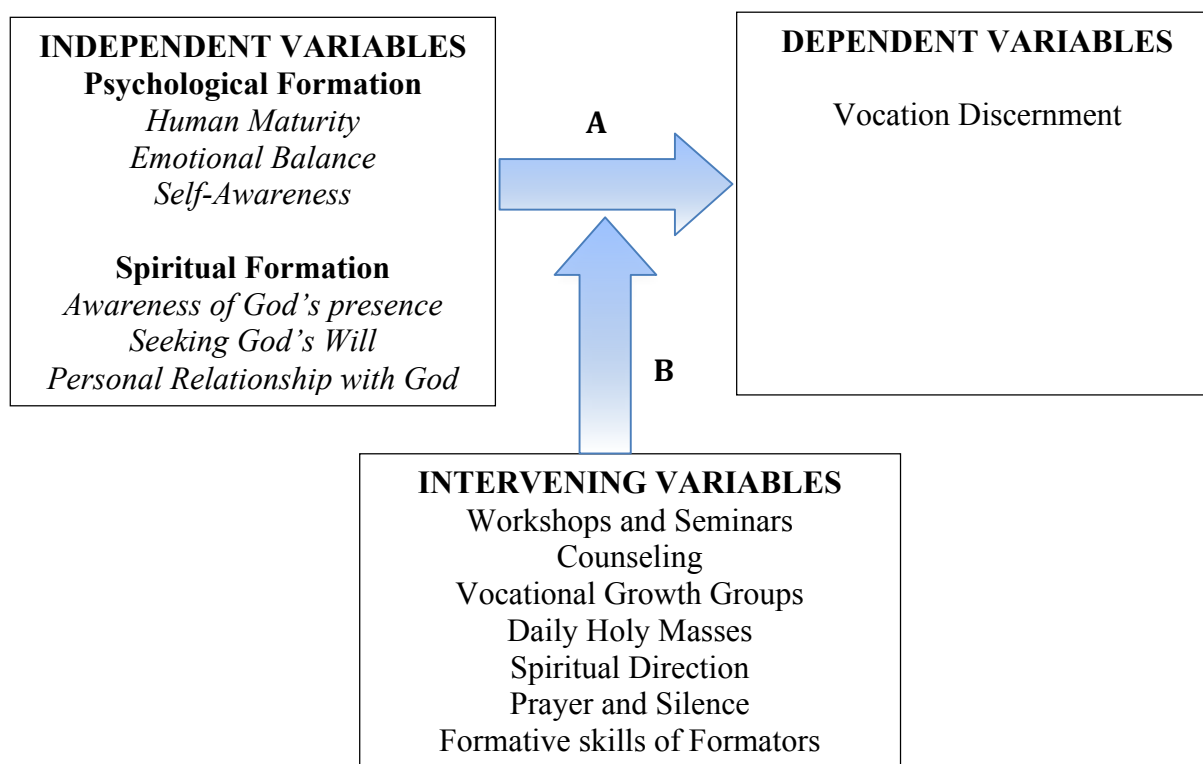 INDEPENDENT VARIABLES
Psychological Formation
Human Maturity
Emotional Balance
Self-Awareness
Spiritual Formation
Awareness of God’s presence
Seeking God’s Will
Personal Relationship with God
A
DEPENDENT VARIABLES
Vocation Discernment
B
INTERVENING VARIABLES
Workshops and Seminars
Counseling
Vocational Growth Groups
Daily Holy Masses
Spiritual Direction
Prayer and Silence
Formative skills of Formators